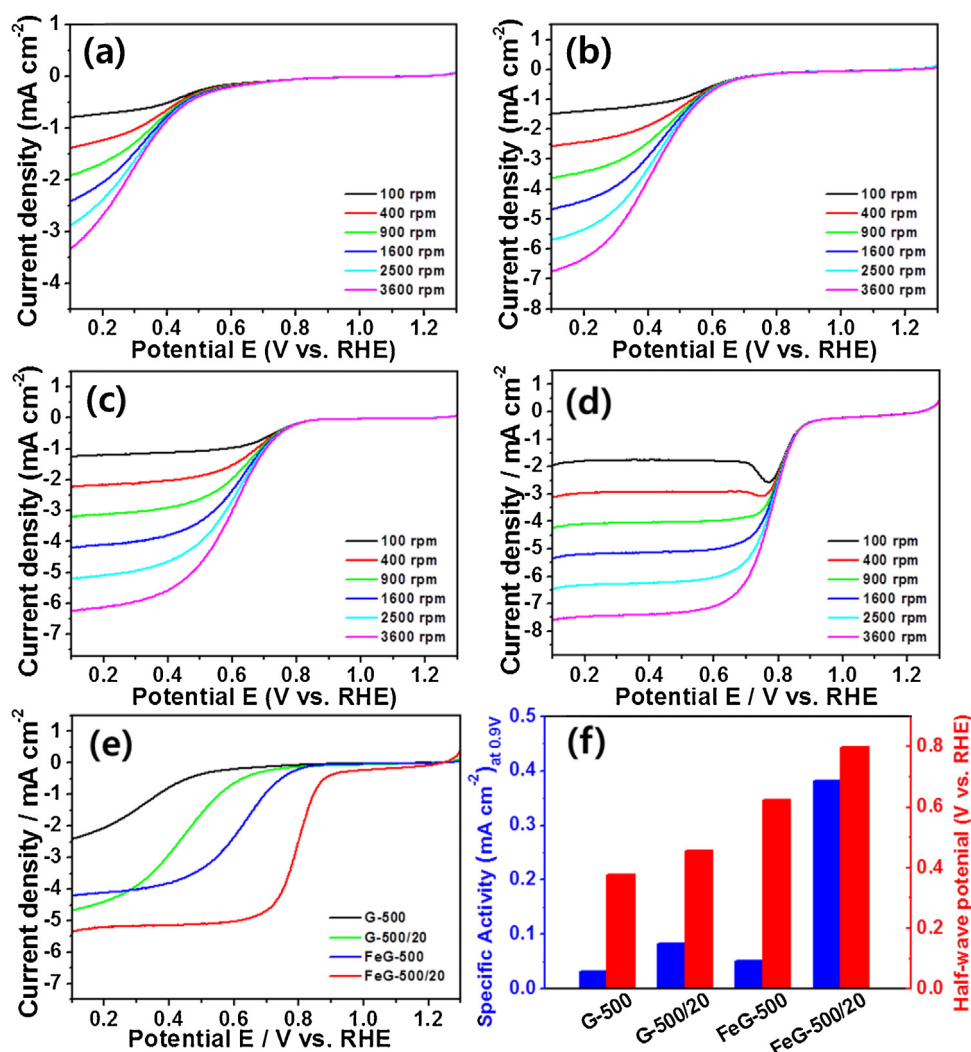 (a)
Current density (mA cm-2)
1
0
-1
-2
-3
-4
0.2 0.4 0.6 0.8 1.0 1.2
Potential E (V vs. RHE)
100 rpm
400 rpm
900 rpm
1600 rpm
2500 rpm
3600 rpm
(b)
Current density (mA cm-2)
1
0
-1
-2
-3
-4
-5
-6
-7
-8
0.2 0.4 0.6 0.8 1.0 1.2
Potential E (V vs. RHE)
100 rpm
400 rpm
900 rpm
1600 rpm
2500 rpm
3600 rpm
(c)
Current density (mA cm-2)
1
0
-1
-2
-3
-4
-5
-6
-7
0.2 0.4 0.6 0.8 1.0 1.2
Potential E (V vs. RHE)
100 rpm
400 rpm
900 rpm
1600 rpm
2500 rpm
3600 rpm
(d)
Current density / mA cm-2
1
0
-1
-2
-3
-4
-5
-6
-7
-8
0.2 0.4 0.6 0.8 1.0 1.2
Potential E / V vs. RHE
100 rpm
400 rpm
900 rpm
1600 rpm
2500 rpm
3600 rpm
(e)
Current density / mA cm-2
1
0
-1
-2
-3
-4
-5
-6
-7
0.2 0.4 0.6 0.8 1.0 1.2
Potential E / V vs. RHE
G-500
G-500/20
FeG-500
FeG-500/20
(f)
Specific Activity (mA cm-2)at 0.9V
0.5
0.4
0.3
0.2
0.1
0.0
G-500
G-500/20
FeG-500
FeG-500/20
0.8
0.6
0.4
0.2
0.0
Half-wave potenial (V vs. RHE)